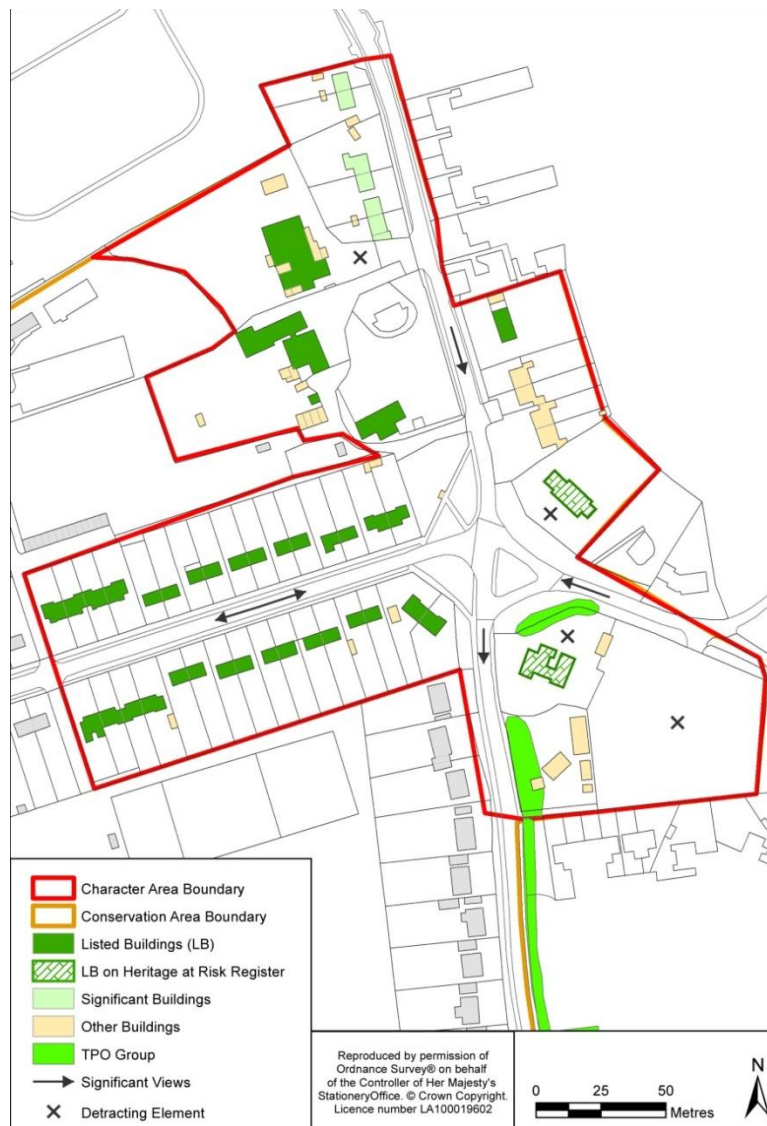 Character Area Boundary
Conservation Area Boundary
Listed Buildings (LB)
LB on Heritage at Risk Register
Significant Buildings
Other Buildings
TPO Group
Significant Views
Detracting Element
Reproduced by permission of
Ordnance Survey® on behalf
of the Controller of Her Majesty's
StationeryOffice. © Crown Copyright.
Licence number LA100019602
N
0 25 50
Metres